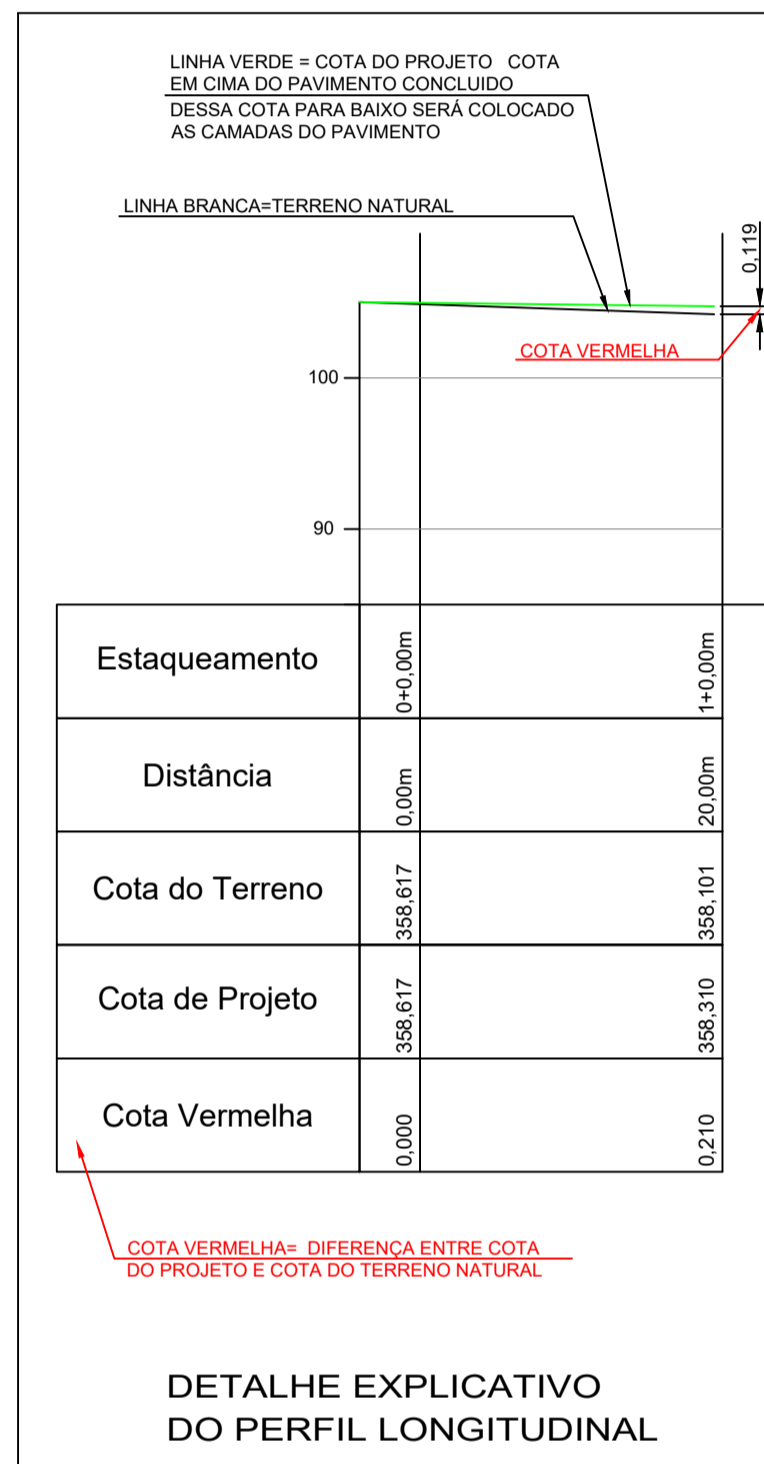 LINHA VERDE = COTA DO PROJETO COTA
EM CIMA DO PAVIMENTO CONCLUIDO
DESSA COTA PARA BAIXO SERÁ COLOCADO
AS CAMADAS DO PAVIMENTO
LINHA BRANCA=TERRENO NATURAL
0,119
COTA VERMELHA
100
90
Estaqueamento 0+0,00m 1+0,00m
Distância 0,00m 20,00m
Cota do Terreno 358,617 358,101
Cota de Projeto 358,617 358,310
Cota Vermelha 0,000 0,210
COTA VERMELHA= DIFERENÇA ENTRE COTA
DO PROJETO E COTA DO TERRENO NATURAL
DETALHE EXPLICATIVO
DO PERFIL LONGITUDINAL